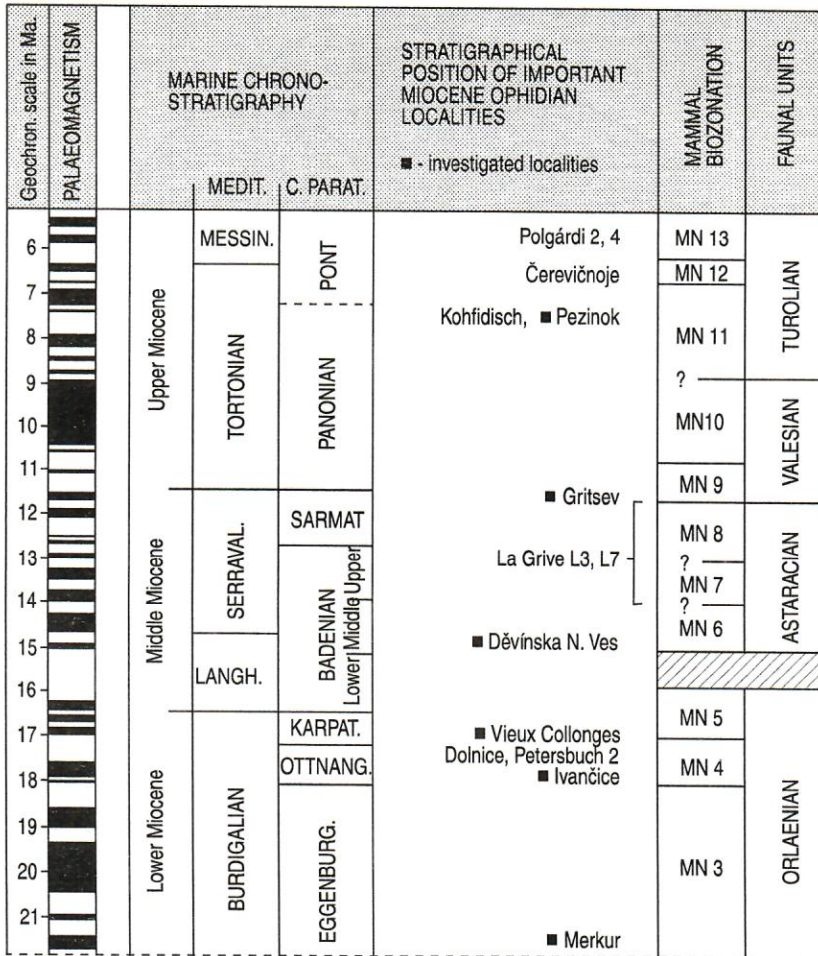 Geochron. scale in Ma.
PALAEOMAGNETISM
MARINE CHRONO-
STRATIGRAPHY
MEDIT.
C. PARAT.
STRATIGRAPHICAL
POSITION OF IMPORTANT
MIOCENE OPHIDIAN
LOCALITIES
■ - investigated localities
MAMMAL
BIOZONATION
FAUNAL UNITS
6
7
8
9
10
11
12
13
14
15
16
17
18
19
20
21
Upper Miocene
Middle Miocene
Lower Miocene
MESSIN.
TORTONIAN
SERRAVAL.
LANGH.
BURDIGALIAN
PONT
PANONIAN
SARMAT
BADENIAN
Lower Middle Upper
KARPAT.
OTTNANG.
EGGENBURG.
Polgárdi 2, 4
Čerevičnoje
Kohfidisch, ■ Pezinok
■ Gritsev
La Grive L3, L7
■ Děvínska N. Ves
■ Vieux Collonges
Dolnice, Petersbuch 2
■ Ivančice
■ Merkur
MN 13
MN 12
MN 11
?
MN10
MN 9
MN 8
?
MN 7
?
MN 6
MN 5
MN 4
MN 3
TUROLIAN
VALESIAN
ASTARACIAN
ORLAENIAN